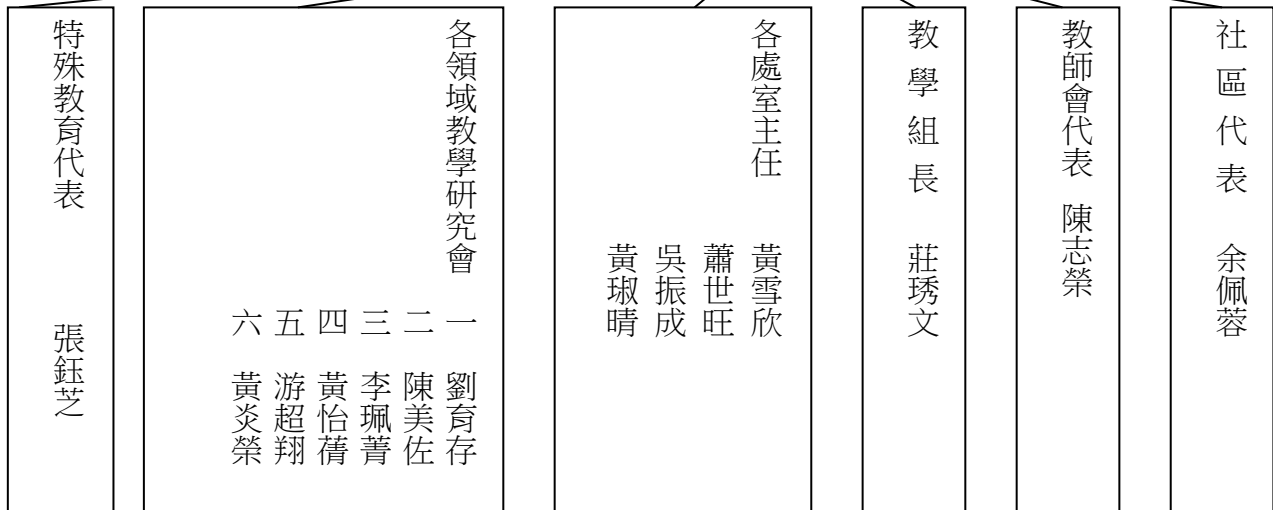 社區代表 余佩蓉
教師會代表 陳志榮
教學組長 莊琇文
各處室主任 黃雪欣
蕭世旺
吳振成
黃琡晴
各領域教學研究會 一 劉育存
二 陳美佐
三 李珮菁
四 黃怡蒨
五 游超翔
六 黃炎榮
特殊教育代表 張鈺芝